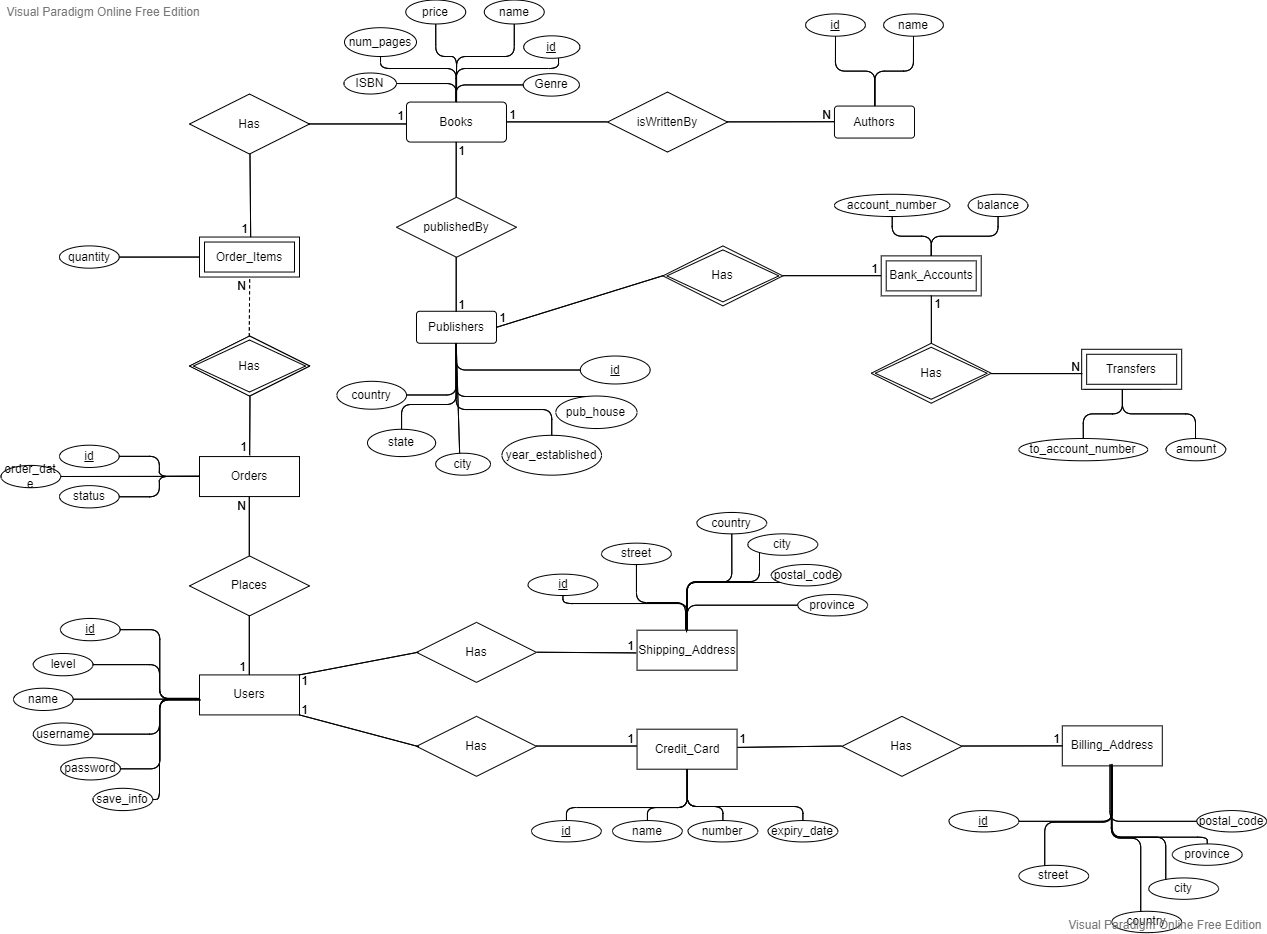 Visual Paradigm Online Free Edition
price
name
num_pages
id
ISBN
Genre
id
name
Has
1
Books
1
isWrittenBy
N
Authors
1
publishedBy
account_number
balance
1
Order_Items
quantity
N
Has
1
Bank_Accounts
1
1
Publishers
1
Has
N
Transfers
Has
id
country
pub_house
state
year_established
city
to_account_number
amount
1
id
order_dat
e
Orders
status
N
Places
country
street
city
id
postal_code
province
id
level
name
username
password
save_info
1
Users
1
1
Has
1
Shipping_Address
Has
1
Credit_Card
1
Has
1
Billing_Address
id
name
number
expiry_date
id
postal_code
province
street
city
country
Visual Paradigm Online Free Edition